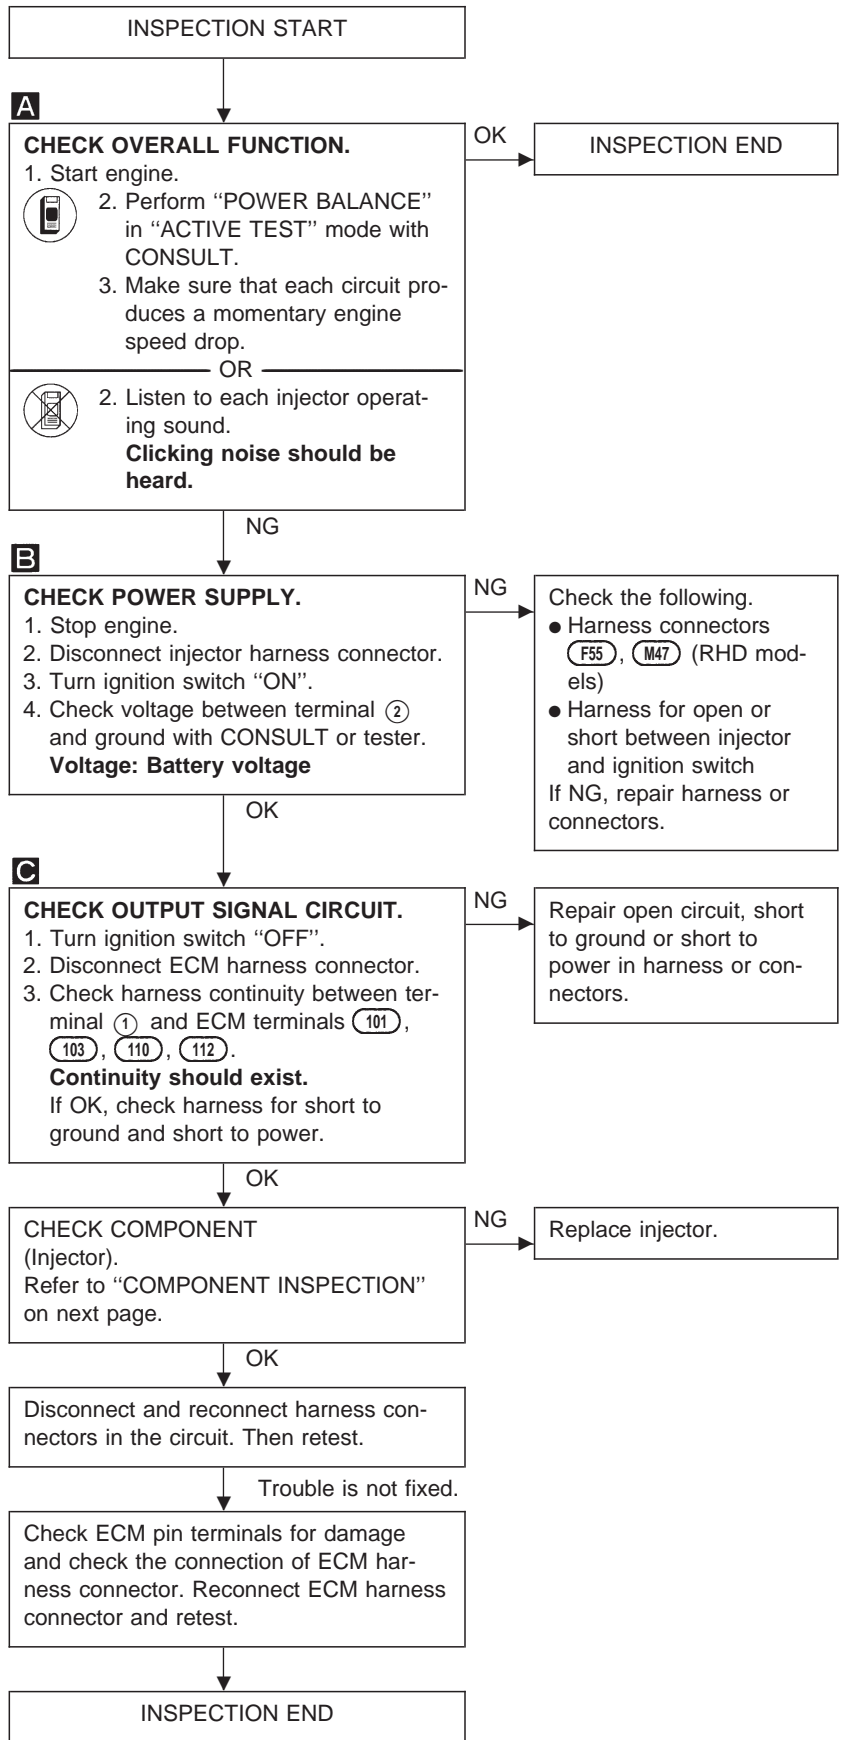 INSPECTION START
A
CHECK OVERALL FUNCTION.
1. Start engine.
2. Perform ‘‘POWER BALANCE’’
in ‘‘ACTIVE TEST’’ mode with
CONSULT.
3. Make sure that each circuit pro-
duces a momentary engine
speed drop.
OR
2. Listen to each injector operat-
ing sound.
Clicking noise should be
heard.
OK
INSPECTION END
NG
B
CHECK POWER SUPPLY.
1. Stop engine.
2. Disconnect injector harness connector.
3. Turn ignition switch ‘‘ON’’.
4. Check voltage between terminal ②
and ground with CONSULT or tester.
Voltage: Battery voltage
NG
Check the following.
● Harness connectors
F55, M47 (RHD mod-
els)
● Harness for open or
short between injector
and ignition switch
If NG, repair harness or
connectors.
OK
C
CHECK OUTPUT SIGNAL CIRCUIT.
1. Turn ignition switch ‘‘OFF’’.
2. Disconnect ECM harness connector.
3. Check harness continuity between ter-
minal ① and ECM terminals 101,
103, 110, 112.
Continuity should exist.
If OK, check harness for short to
ground and short to power.
NG
Repair open circuit, short
to ground or short to
power in harness or con-
nectors.
OK
CHECK COMPONENT
(Injector).
Refer to ‘‘COMPONENT INSPECTION’’
on next page.
NG
Replace injector.
OK
Disconnect and reconnect harness con-
nectors in the circuit. Then retest.
Trouble is not fixed.
Check ECM pin terminals for damage
and check the connection of ECM har-
ness connector. Reconnect ECM harness
connector and retest.
INSPECTION END